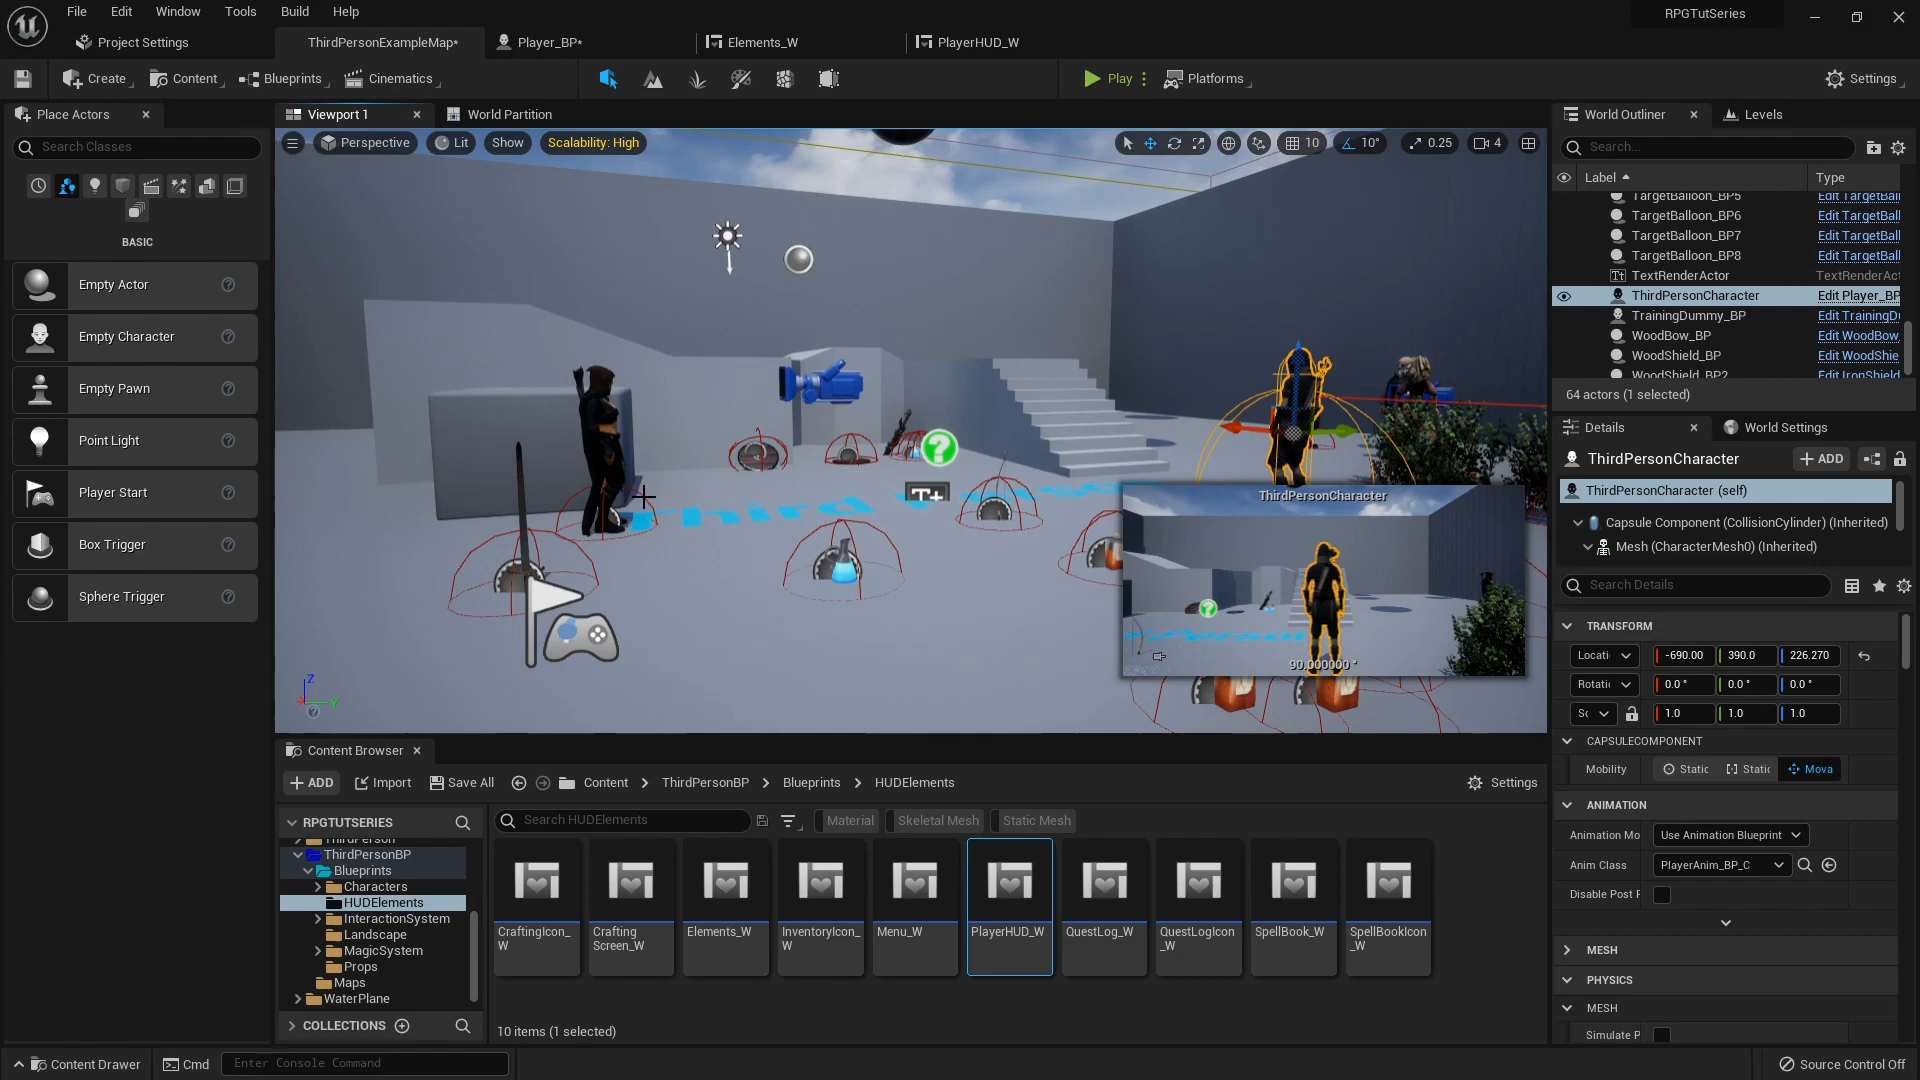 File Edit Window Tools Build Help
RPGTutSeries
Project Settings
ThirdPersonExampleMap*
Player_BP*
Elements_W
PlayerHUD_W
Create
Content
Blueprints
Cinematics
Play
Platforms
Settings
Place Actors
Search Classes
BASIC
Empty Actor
Empty Character
Empty Pawn
Point Light
Player Start
Box Trigger
Sphere Trigger
Viewport 1
World Partition
Perspective
Lit
Show
Scalability: High
10
10°
0.25
4
ThirdPersonCharacter
90.000000 °
Z
Y
World Outliner
Levels
Search...
Label
Type
TargetBalloon_BP5 Edit TargetBall
TargetBalloon_BP6 Edit TargetBall
TargetBalloon_BP7 Edit TargetBall
TargetBalloon_BP8 Edit TargetBall
TextRenderActor TextRenderAct
ThirdPersonCharacter Edit Player_BP
TrainingDummy_BP Edit TrainingDu
WoodBow_BP Edit WoodBow_
WoodShield_BP Edit WoodShie
WoodShield_BP2 Edit IronShield
64 actors (1 selected)
Details
World Settings
ThirdPersonCharacter
ADD
ThirdPersonCharacter (self)
Capsule Component (CollisionCylinder) (Inherited)
Mesh (CharacterMesh0) (Inherited)
Search Details
TRANSFORM
Locati -690.00 390.0 226.270
Rotati 0.0 ° 0.0 ° 0.0 °
Sc 1.0 1.0 1.0
CAPSULECOMPONENT
Mobility Static Static Mova
ANIMATION
Animation Mo Use Animation Blueprint
Anim Class PlayerAnim_BP_C
Disable Post P
MESH
PHYSICS
MESH
Simulate P
Content Browser
ADD
Import
Save All
Content
ThirdPersonBP
Blueprints
HUDElements
Settings
RPGTUTSERIES
ThirdPerson
ThirdPersonBP
Blueprints
Characters
HUDElements
InteractionSystem
Landscape
MagicSystem
Props
Maps
WaterPlane
COLLECTIONS
Search HUDElements
Material
Skeletal Mesh
Static Mesh
CraftingIcon_
W
Crafting
Screen_W
Elements_W
InventoryIcon_
W
Menu_W
PlayerHUD_W
QuestLog_W
QuestLogIcon
_W
SpellBook_W
SpellBookIcon
_W
10 items (1 selected)
Content Drawer
Cmd
Enter Console Command
Source Control Off